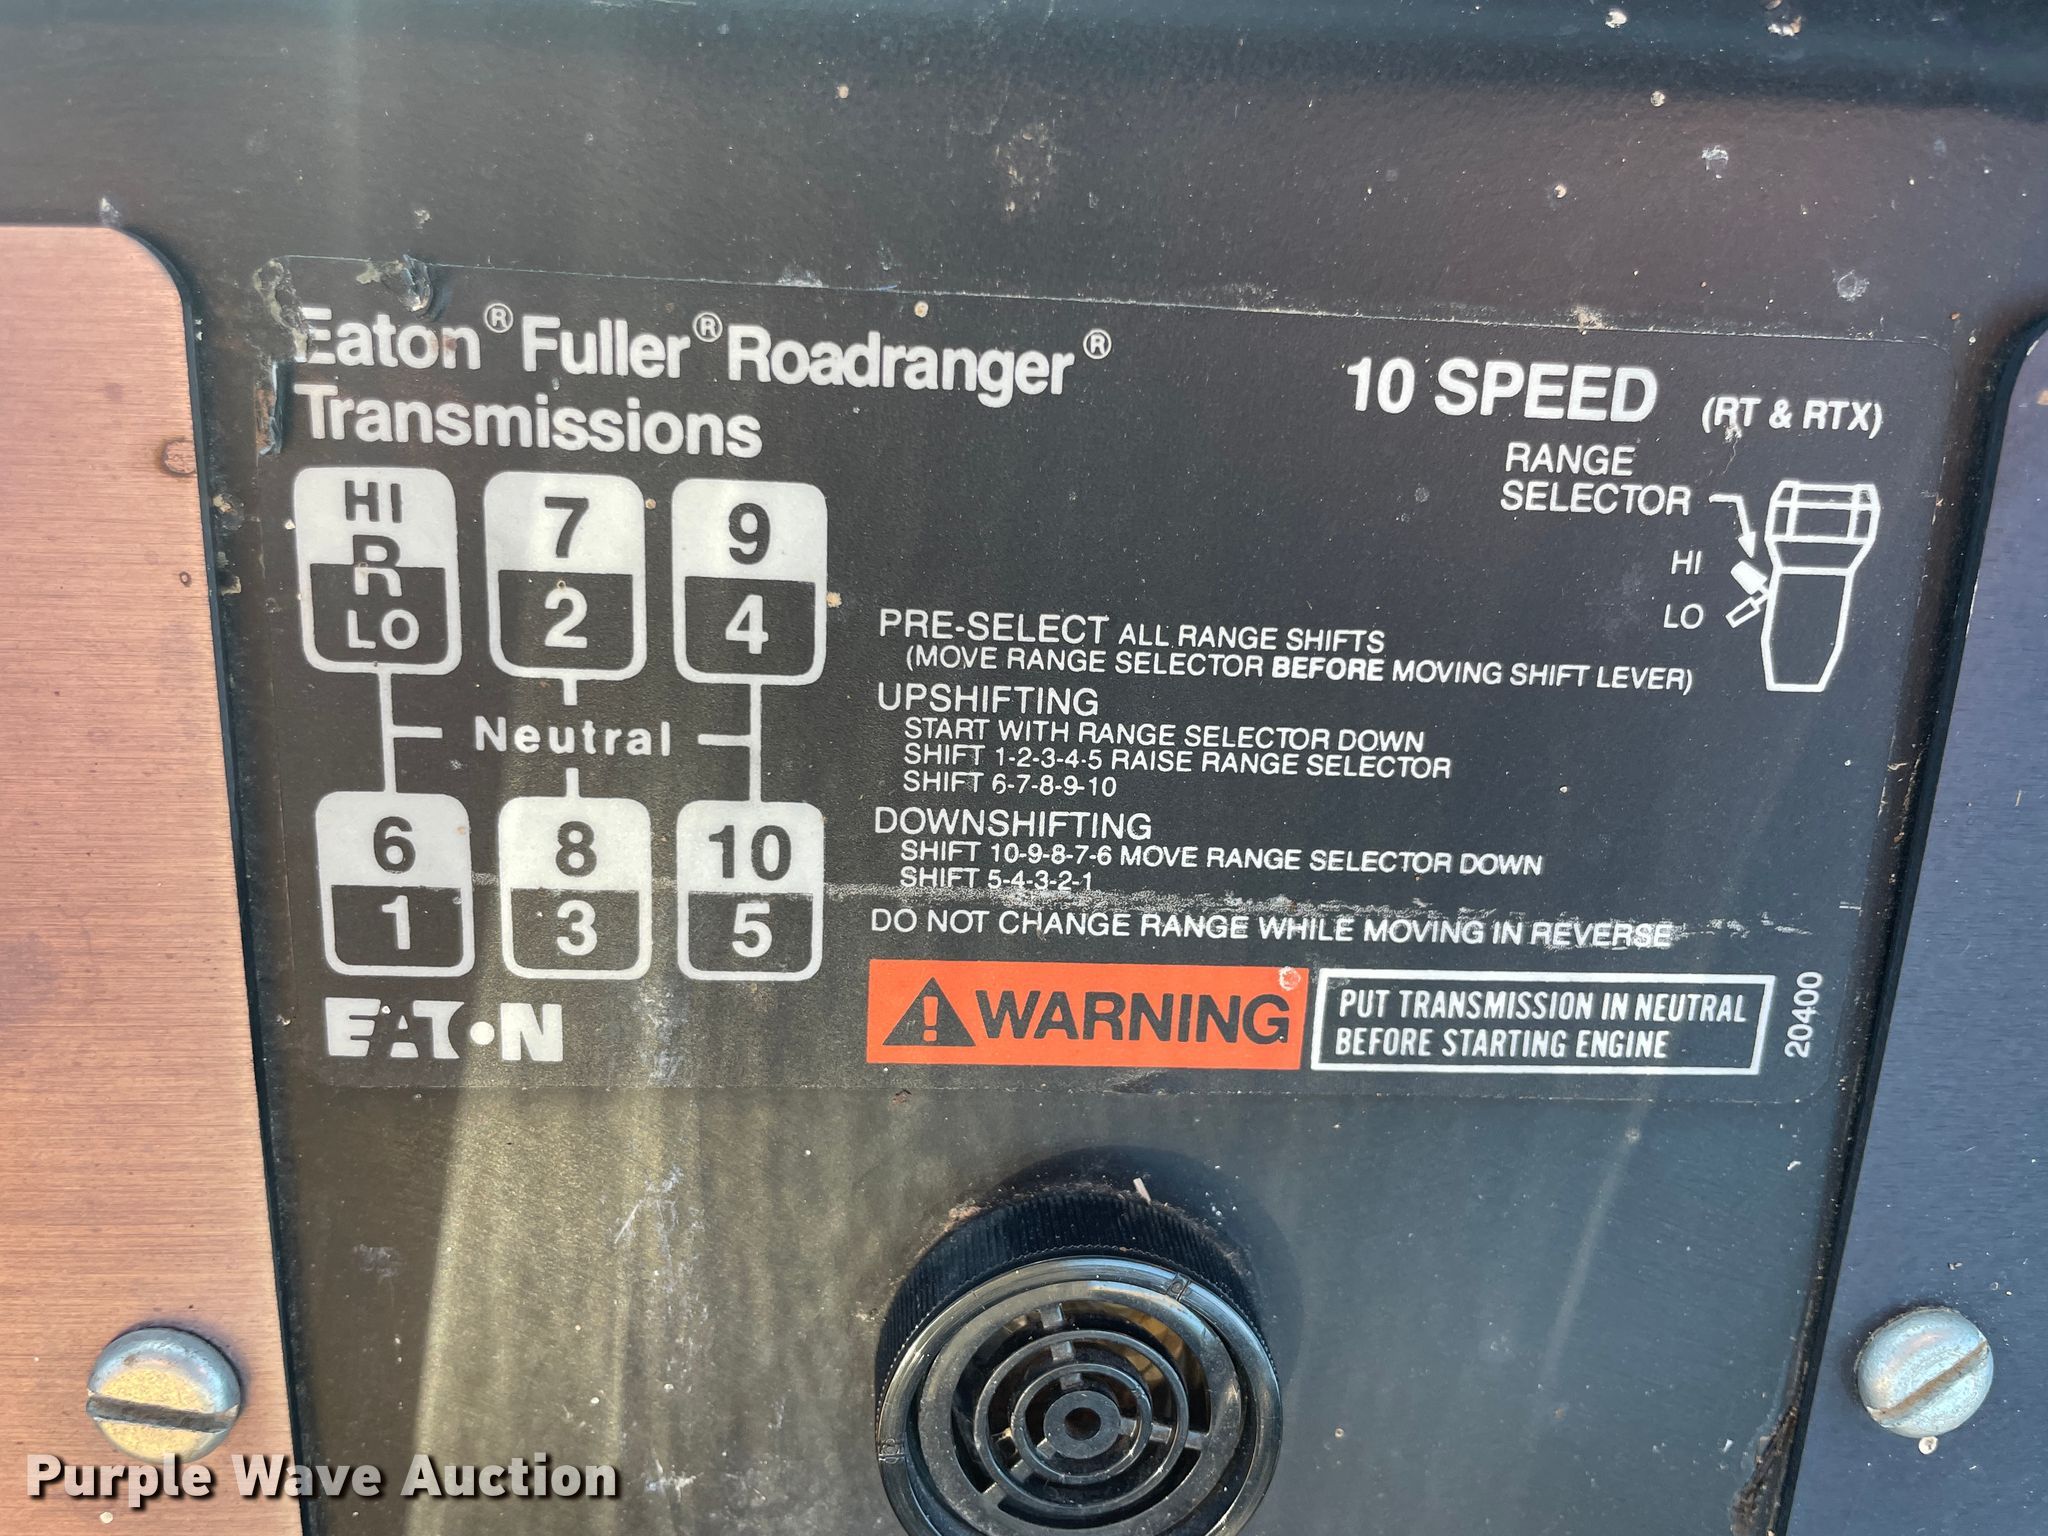 Eaton® Fuller® Roadranger®
Transmissions
10 SPEED (RT & RTX)
RANGE
SELECTOR
HI
LO
HI
R
LO
7
2
9
4
Neutral
6
1
8
3
10
5
PRE-SELECT ALL RANGE SHIFTS
(MOVE RANGE SELECTOR BEFORE MOVING SHIFT LEVER)
UPSHIFTING
START WITH RANGE SELECTOR DOWN
SHIFT 1-2-3-4-5 RAISE RANGE SELECTOR
SHIFT 6-7-8-9-10
DOWNSHIFTING
SHIFT 10-9-8-7-6 MOVE RANGE SELECTOR DOWN
SHIFT 5-4-3-2-1
DO NOT CHANGE RANGE WHILE MOVING IN REVERSE
WARNING
PUT TRANSMISSION IN NEUTRAL
BEFORE STARTING ENGINE
20400
EATON
Purple Wave Auction